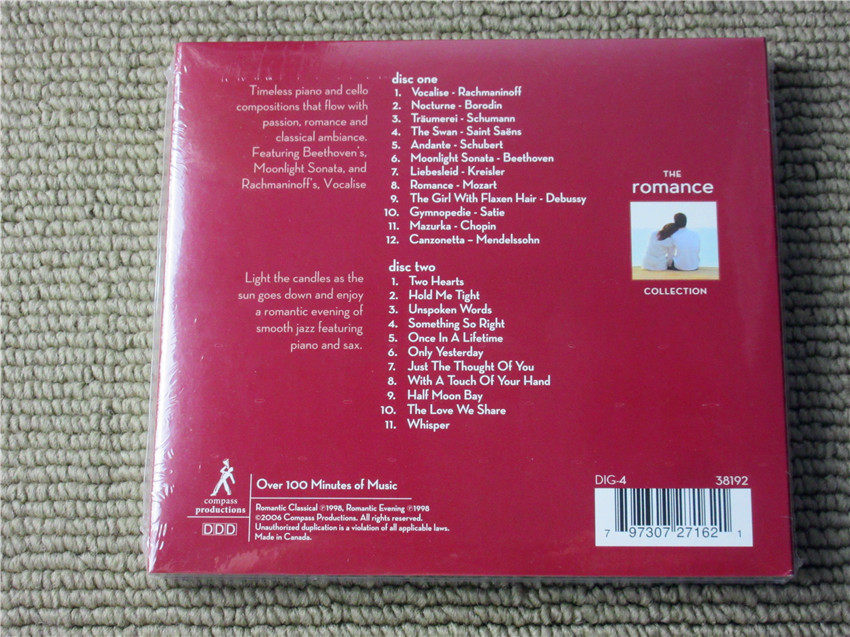 Timeless piano and cello
compositions that flow with
passion, romance and
classical ambiance.
Featuring Beethoven's,
Moonlight Sonata, and
Rachmaninoff's, Vocalise
disc one
1. Vocalise - Rachmaninoff
2. Nocturne - Borodin
3. Träumerei - Schumann
4. The Swan - Saint Saëns
5. Andante - Schubert
6. Moonlight Sonata - Beethoven
7. Liebesleid - Kreisler
8. Romance - Mozart
9. The Girl With Flaxen Hair - Debussy
10. Gymnopedie - Satie
11. Mazurka - Chopin
12. Canzonetta – Mendelssohn
Light the candles as the
sun goes down and enjoy
a romantic evening of
smooth jazz featuring
piano and sax.
disc two
1. Two Hearts
2. Hold Me Tight
3. Unspoken Words
4. Something So Right
5. Once In A Lifetime
6. Only Yesterday
7. Just The Thought Of You
8. With A Touch Of Your Hand
9. Half Moon Bay
10. The Love We Share
11. Whisper
THE
romance
COLLECTION
compass
productions
DDD
Over 100 Minutes of Music
Romantic Classical ℗1998, Romantic Evening ℗1998
©2006 Compass Productions. All rights reserved.
Unauthorized duplication is a violation of all applicable laws.
Made in Canada.
DIG-4 38192
7 97307 27162 1